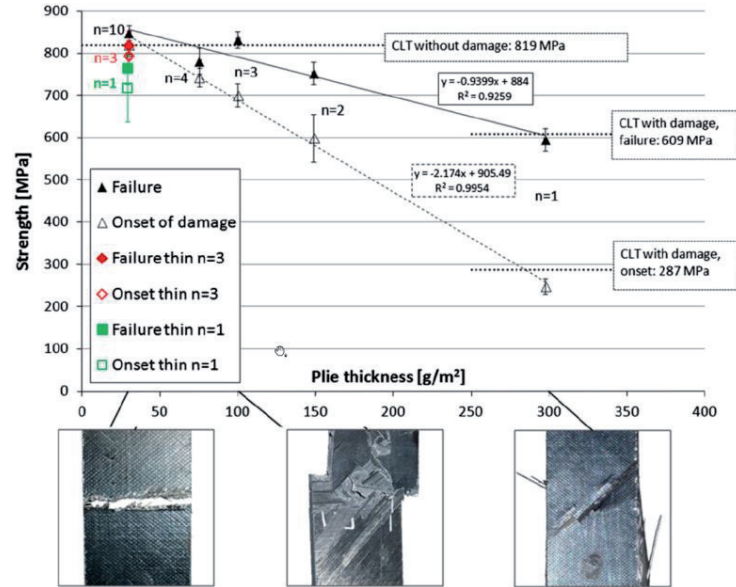 900
800
700
600
500
400
300
200
100
0
Strength [MPa]
n=10
n=3
n=1
n=4
n=3
n=2
n=1
CLT without damage: 819 MPa
y = -0.9399x + 884
R² = 0.9259
CLT with damage,
failure: 609 MPa
y = -2.174x + 905.49
R² = 0.9954
CLT with damage,
onset: 287 MPa
Failure
Onset of damage
Failure thin n=3
Onset thin n=3
Failure thin n=1
Onset thin n=1
Plie thickness [g/m²]
0
50
100
150
200
250
300
350
400